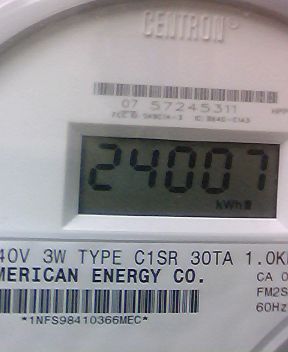 CENTRON®
07 57245311
24007
kWh
40V 3W TYPE C1SR 30TA 1.0K
MERICAN ENERGY CO.
CA 0
FM2S
60Hz
*1NFS98410366MEC*